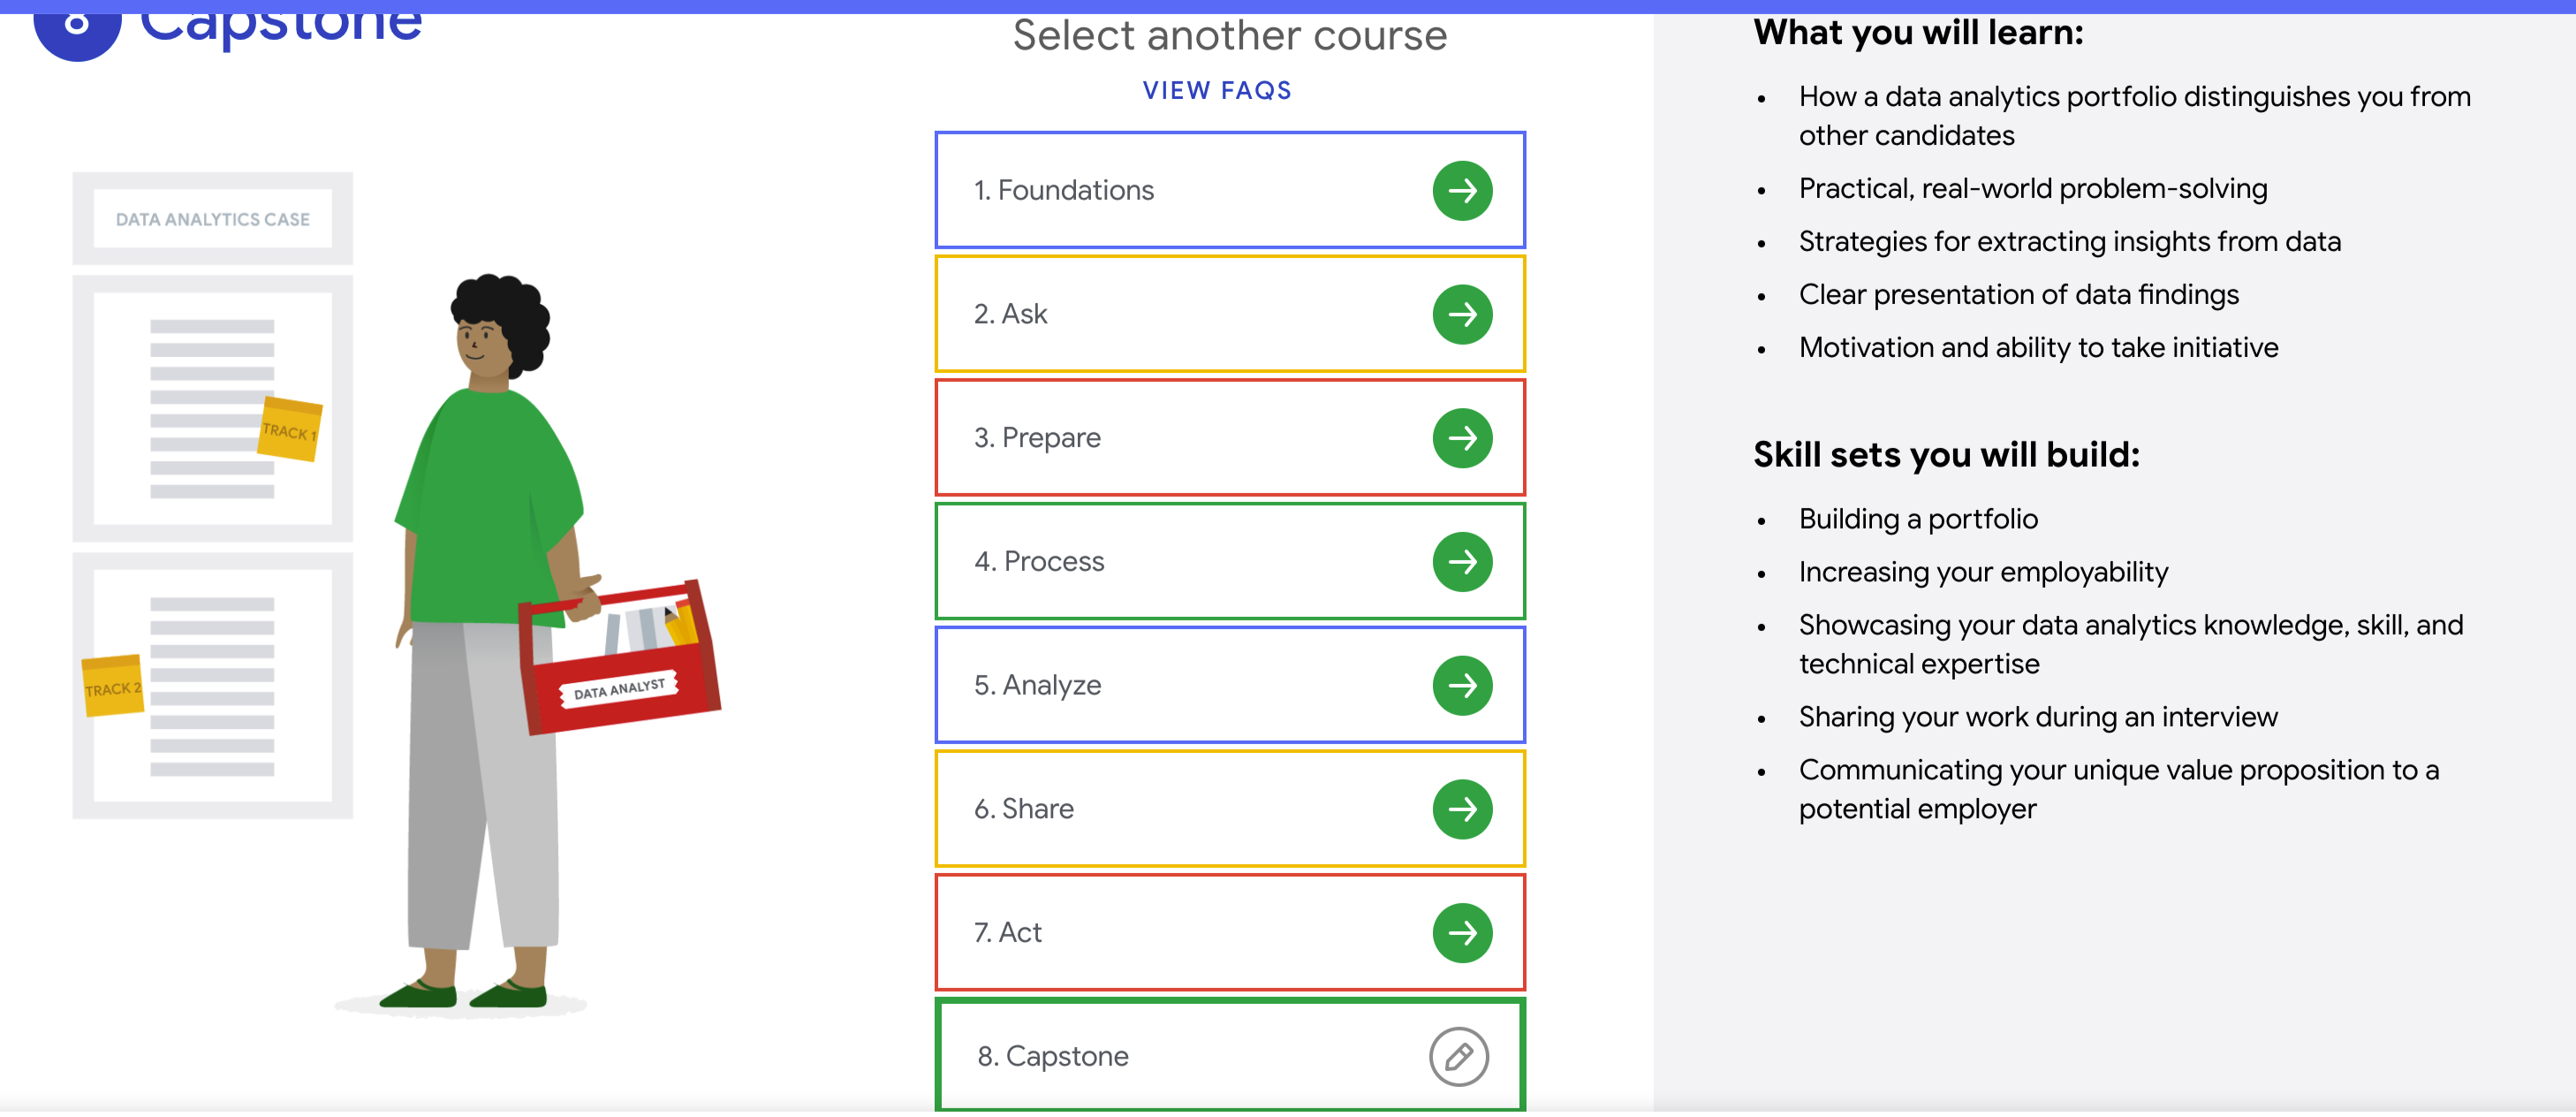 8 Capstone
DATA ANALYTICS CASE
TRACK 1
TRACK 2
DATA ANALYST
Select another course
VIEW FAQS
1. Foundations
2. Ask
3. Prepare
4. Process
5. Analyze
6. Share
7. Act
8. Capstone
What you will learn:
• How a data analytics portfolio distinguishes you from
other candidates
• Practical, real-world problem-solving
• Strategies for extracting insights from data
• Clear presentation of data findings
• Motivation and ability to take initiative
Skill sets you will build:
• Building a portfolio
• Increasing your employability
• Showcasing your data analytics knowledge, skill, and
technical expertise
• Sharing your work during an interview
• Communicating your unique value proposition to a
potential employer